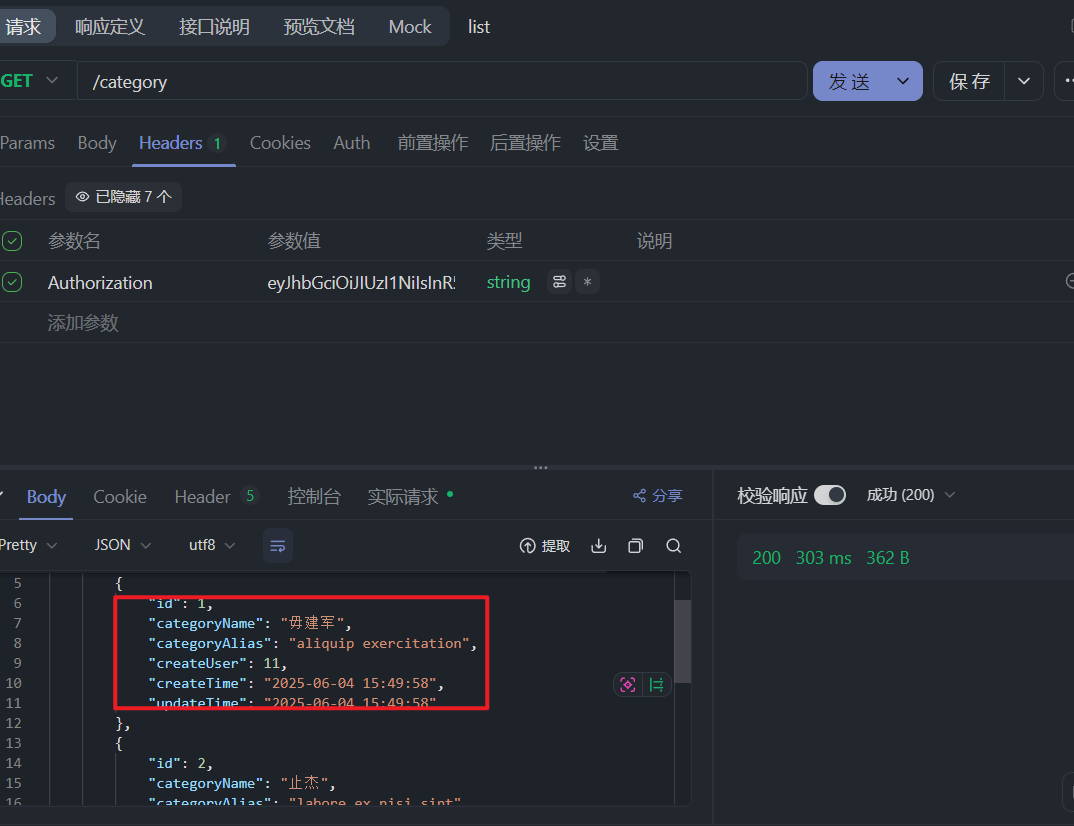 请求 响应定义 接口说明 预览文档 Mock list
GET /category 发送 保存
Params Body Headers 1 Cookies Auth 前置操作 后置操作 设置
Headers 已隐藏 7 个
参数名 参数值 类型 说明
Authorization eyJhbGciOiJIUzI1NiIsInR5 string *
添加参数
Body Cookie Header 5 控制台 实际请求 分享 校验响应 成功 (200)
Pretty JSON utf8 提取
200 303 ms 362 B
5 {
6 "id": 1,
7 "categoryName": "毋建军",
8 "categoryAlias": "aliquip exercitation",
9 "createUser": 11,
10 "createTime": "2025-06-04 15:49:58",
11 "updateTime": "2025-06-04 15:49:58"
12 },
13 {
14 "id": 2,
15 "categoryName": "止杰",
16 "categoryAlias": "labore ex nisi sint"